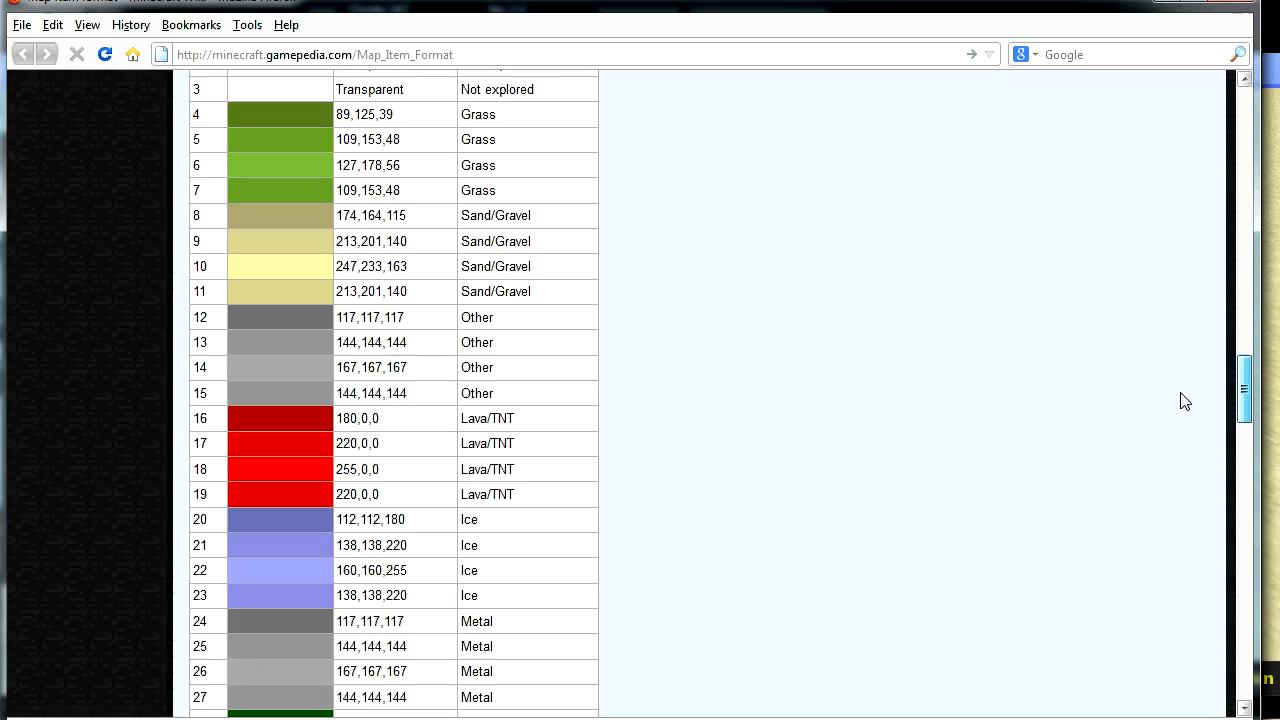 File Edit View History Bookmarks Tools Help
http://minecraft.gamepedia.com/Map_Item_Format Google
3 Transparent Not explored
4 89,125,39 Grass
5 109,153,48 Grass
6 127,178,56 Grass
7 109,153,48 Grass
8 174,164,115 Sand/Gravel
9 213,201,140 Sand/Gravel
10 247,233,163 Sand/Gravel
11 213,201,140 Sand/Gravel
12 117,117,117 Other
13 144,144,144 Other
14 167,167,167 Other
15 144,144,144 Other
16 180,0,0 Lava/TNT
17 220,0,0 Lava/TNT
18 255,0,0 Lava/TNT
19 220,0,0 Lava/TNT
20 112,112,180 Ice
21 138,138,220 Ice
22 160,160,255 Ice
23 138,138,220 Ice
24 117,117,117 Metal
25 144,144,144 Metal
26 167,167,167 Metal
27 144,144,144 Metal
n